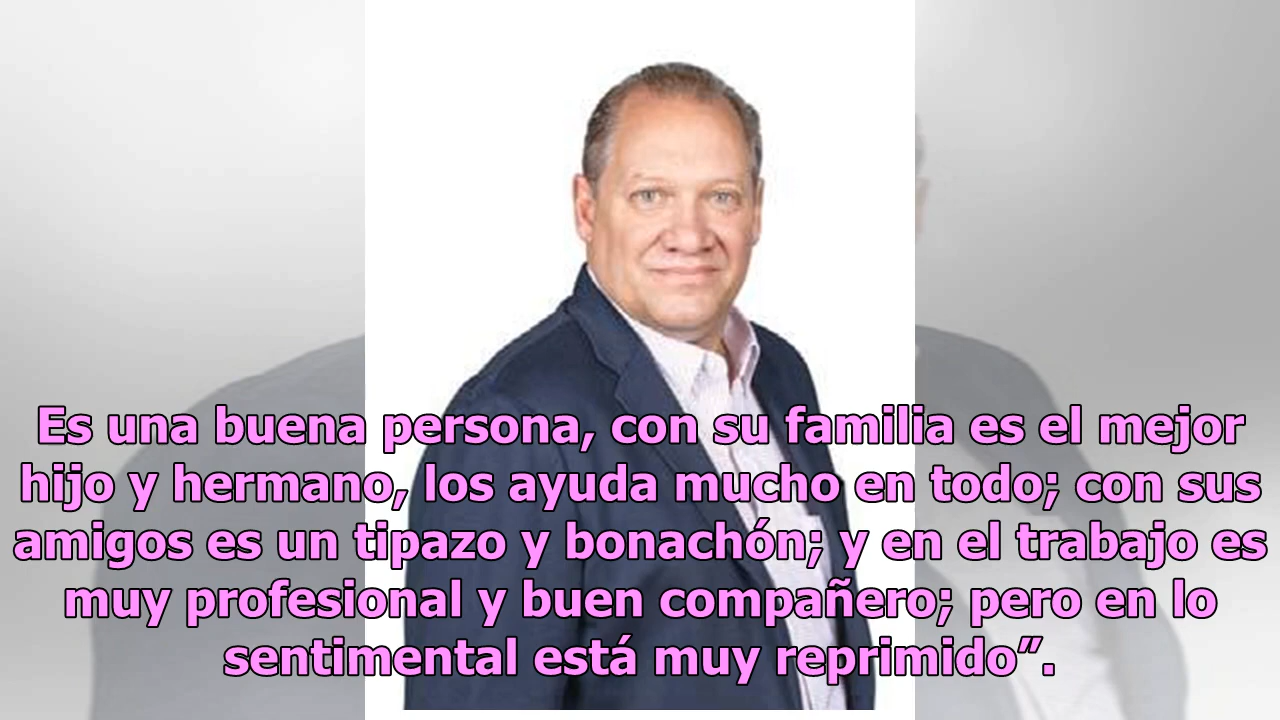 Es una buena persona, con su familia es el mejor
hijo y hermano, los ayuda mucho en todo; con sus
amigos es un tipazo y bonachón; y en el trabajo es
muy profesional y buen compañero; pero en lo
sentimental está muy reprimido”.